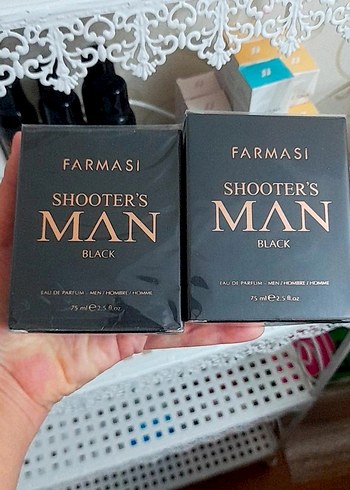 FARMASI
SHOOTER'S
MAN
BLACK
EAU DE PARFUM - MEN / HOMBRE / HOMME
75 ml ℮ 2.5 fl.oz
FARMASI
SHOOTER'S
MAN
BLACK
EAU DE PARFUM - MEN / HOMBRE / HOMME
75 ml ℮ 2.5 fl.oz